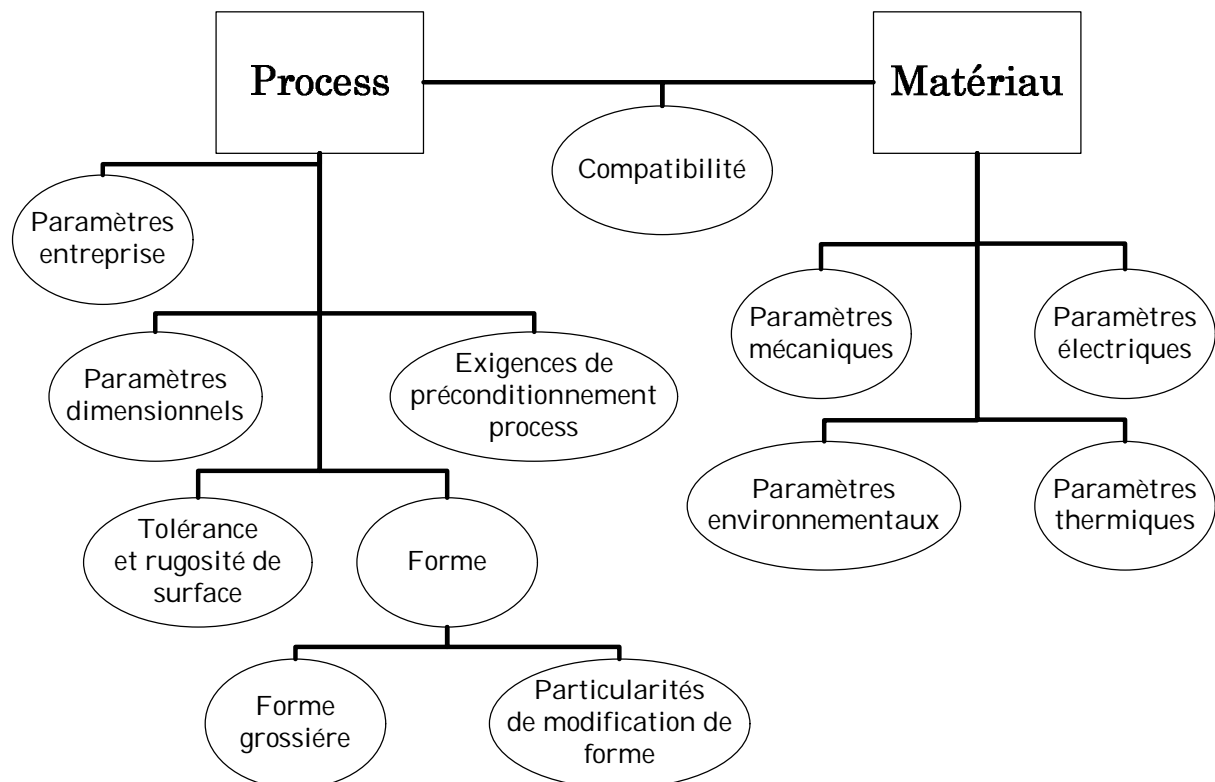 Process
Matériau
Compatibilité
Paramètres
entreprise
Paramètres
mécaniques
Paramètres
électriques
Paramètres
dimensionnels
Exigences de
préconditionnement
process
Paramètres
environnementaux
Paramètres
thermiques
Tolérance
et rugosité de
surface
Forme
Forme
grossiére
Particularités
de modification de
forme